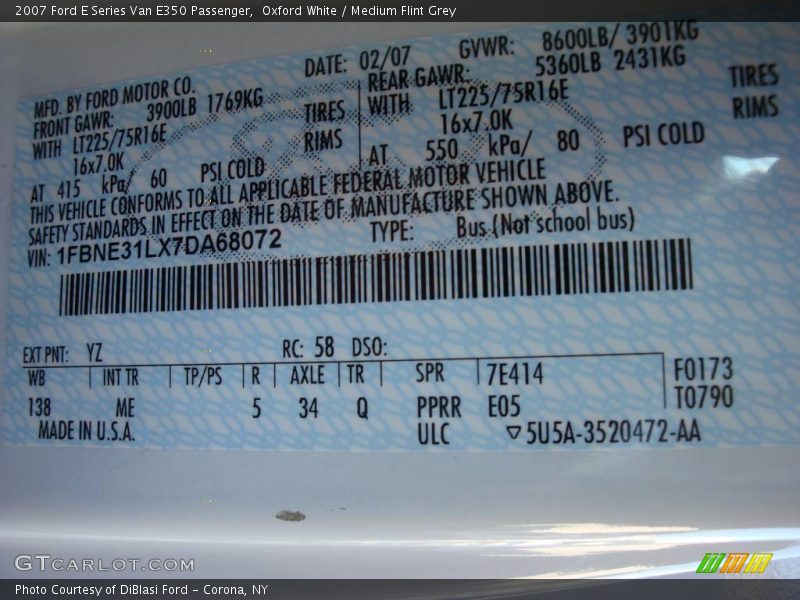 2007 Ford E Series Van E350 Passenger,  Oxford White / Medium Flint Grey
DATE: 02/07 GVWR: 8600LB/ 3901KG
MFD. BY FORD MOTOR CO. REAR GAWR: 5360LB 2431KG
FRONT GAWR: 3900LB 1769KG WITH LT225/75R16E TIRES
WITH LT225/75R16E TIRES 16x7.0K RIMS
16x7.0K RIMS AT 550 kPa/ 80 PSI COLD
AT 415 kPa/ 60 PSI COLD
THIS VEHICLE CONFORMS TO ALL APPLICABLE FEDERAL MOTOR VEHICLE
SAFETY STANDARDS IN EFFECT ON THE DATE OF MANUFACTURE SHOWN ABOVE.
VIN: 1FBNE31LX7DA68072 TYPE: Bus (Not school bus)
EXT PNT: YZ RC: 58 DSO:
WB INT TR TP/PS R AXLE TR SPR 7E414 F0173
138 ME 5 34 Q PPRR E05 T0790
MADE IN U.S.A. ULC ▽5U5A-3520472-AA
GTCARLOT.COM
Photo Courtesy of DiBlasi Ford - Corona, NY